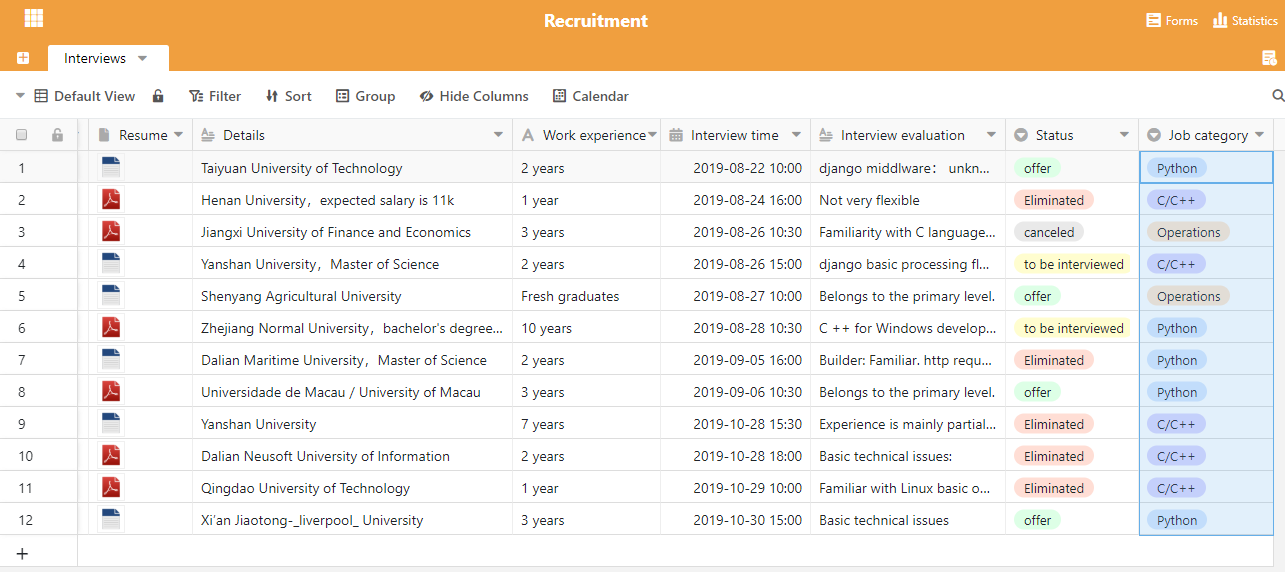 Recruitment
Forms Statistics
Interviews
Default View Filter Sort Group Hide Columns Calendar
Resume Details Work experience Interview time Interview evaluation Status Job category
1 Taiyuan University of Technology 2 years 2019-08-22 10:00 django middlware： unkn... offer Python
2 Henan University，expected salary is 11k 1 year 2019-08-24 16:00 Not very flexible Eliminated C/C++
3 Jiangxi University of Finance and Economics 3 years 2019-08-26 10:30 Familiarity with C language... canceled Operations
4 Yanshan University，Master of Science 2 years 2019-08-26 15:00 django basic processing fl... to be interviewed C/C++
5 Shenyang Agricultural University Fresh graduates 2019-08-27 10:00 Belongs to the primary level. offer Operations
6 Zhejiang Normal University，bachelor's degree... 10 years 2019-08-28 10:30 C ++ for Windows develop... to be interviewed Python
7 Dalian Maritime University，Master of Science 2 years 2019-09-05 16:00 Builder: Familiar. http requ... Eliminated Python
8 Universidade de Macau / University of Macau 3 years 2019-09-06 10:30 Belongs to the primary level. offer Python
9 Yanshan University 7 years 2019-10-28 15:30 Experience is mainly partial... Eliminated C/C++
10 Dalian Neusoft University of Information 2 years 2019-10-28 18:00 Basic technical issues: Eliminated C/C++
11 Qingdao University of Technology 1 year 2019-10-29 10:00 Familiar with Linux basic o... Eliminated C/C++
12 Xi'an Jiaotong-_liverpool_ University 3 years 2019-10-30 15:00 Basic technical issues offer Python